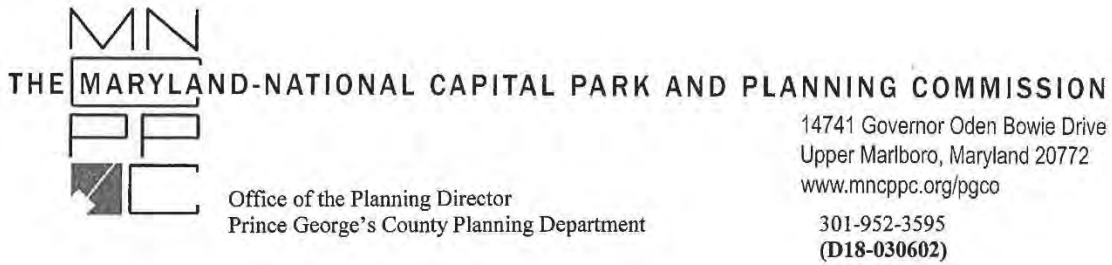 MN
THE MARYLAND-NATIONAL CAPITAL PARK AND PLANNING COMMISSION
PP
C
14741 Governor Oden Bowie Drive
Upper Marlboro, Maryland 20772
www.mncppc.org/pgco
Office of the Planning Director
Prince George's County Planning Department
301-952-3595
(D18-030602)